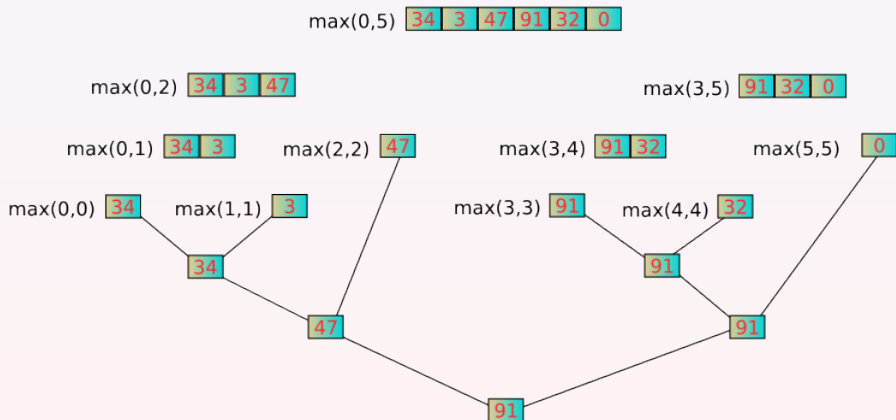 max(0,5) 34 3 47 91 32 0
max(0,2) 34 3 47 max(3,5) 91 32 0
max(0,1) 34 3 max(2,2) 47 max(3,4) 91 32 max(5,5) 0
max(0,0) 34 max(1,1) 3 max(3,3) 91 max(4,4) 32
34 91
47 91
91